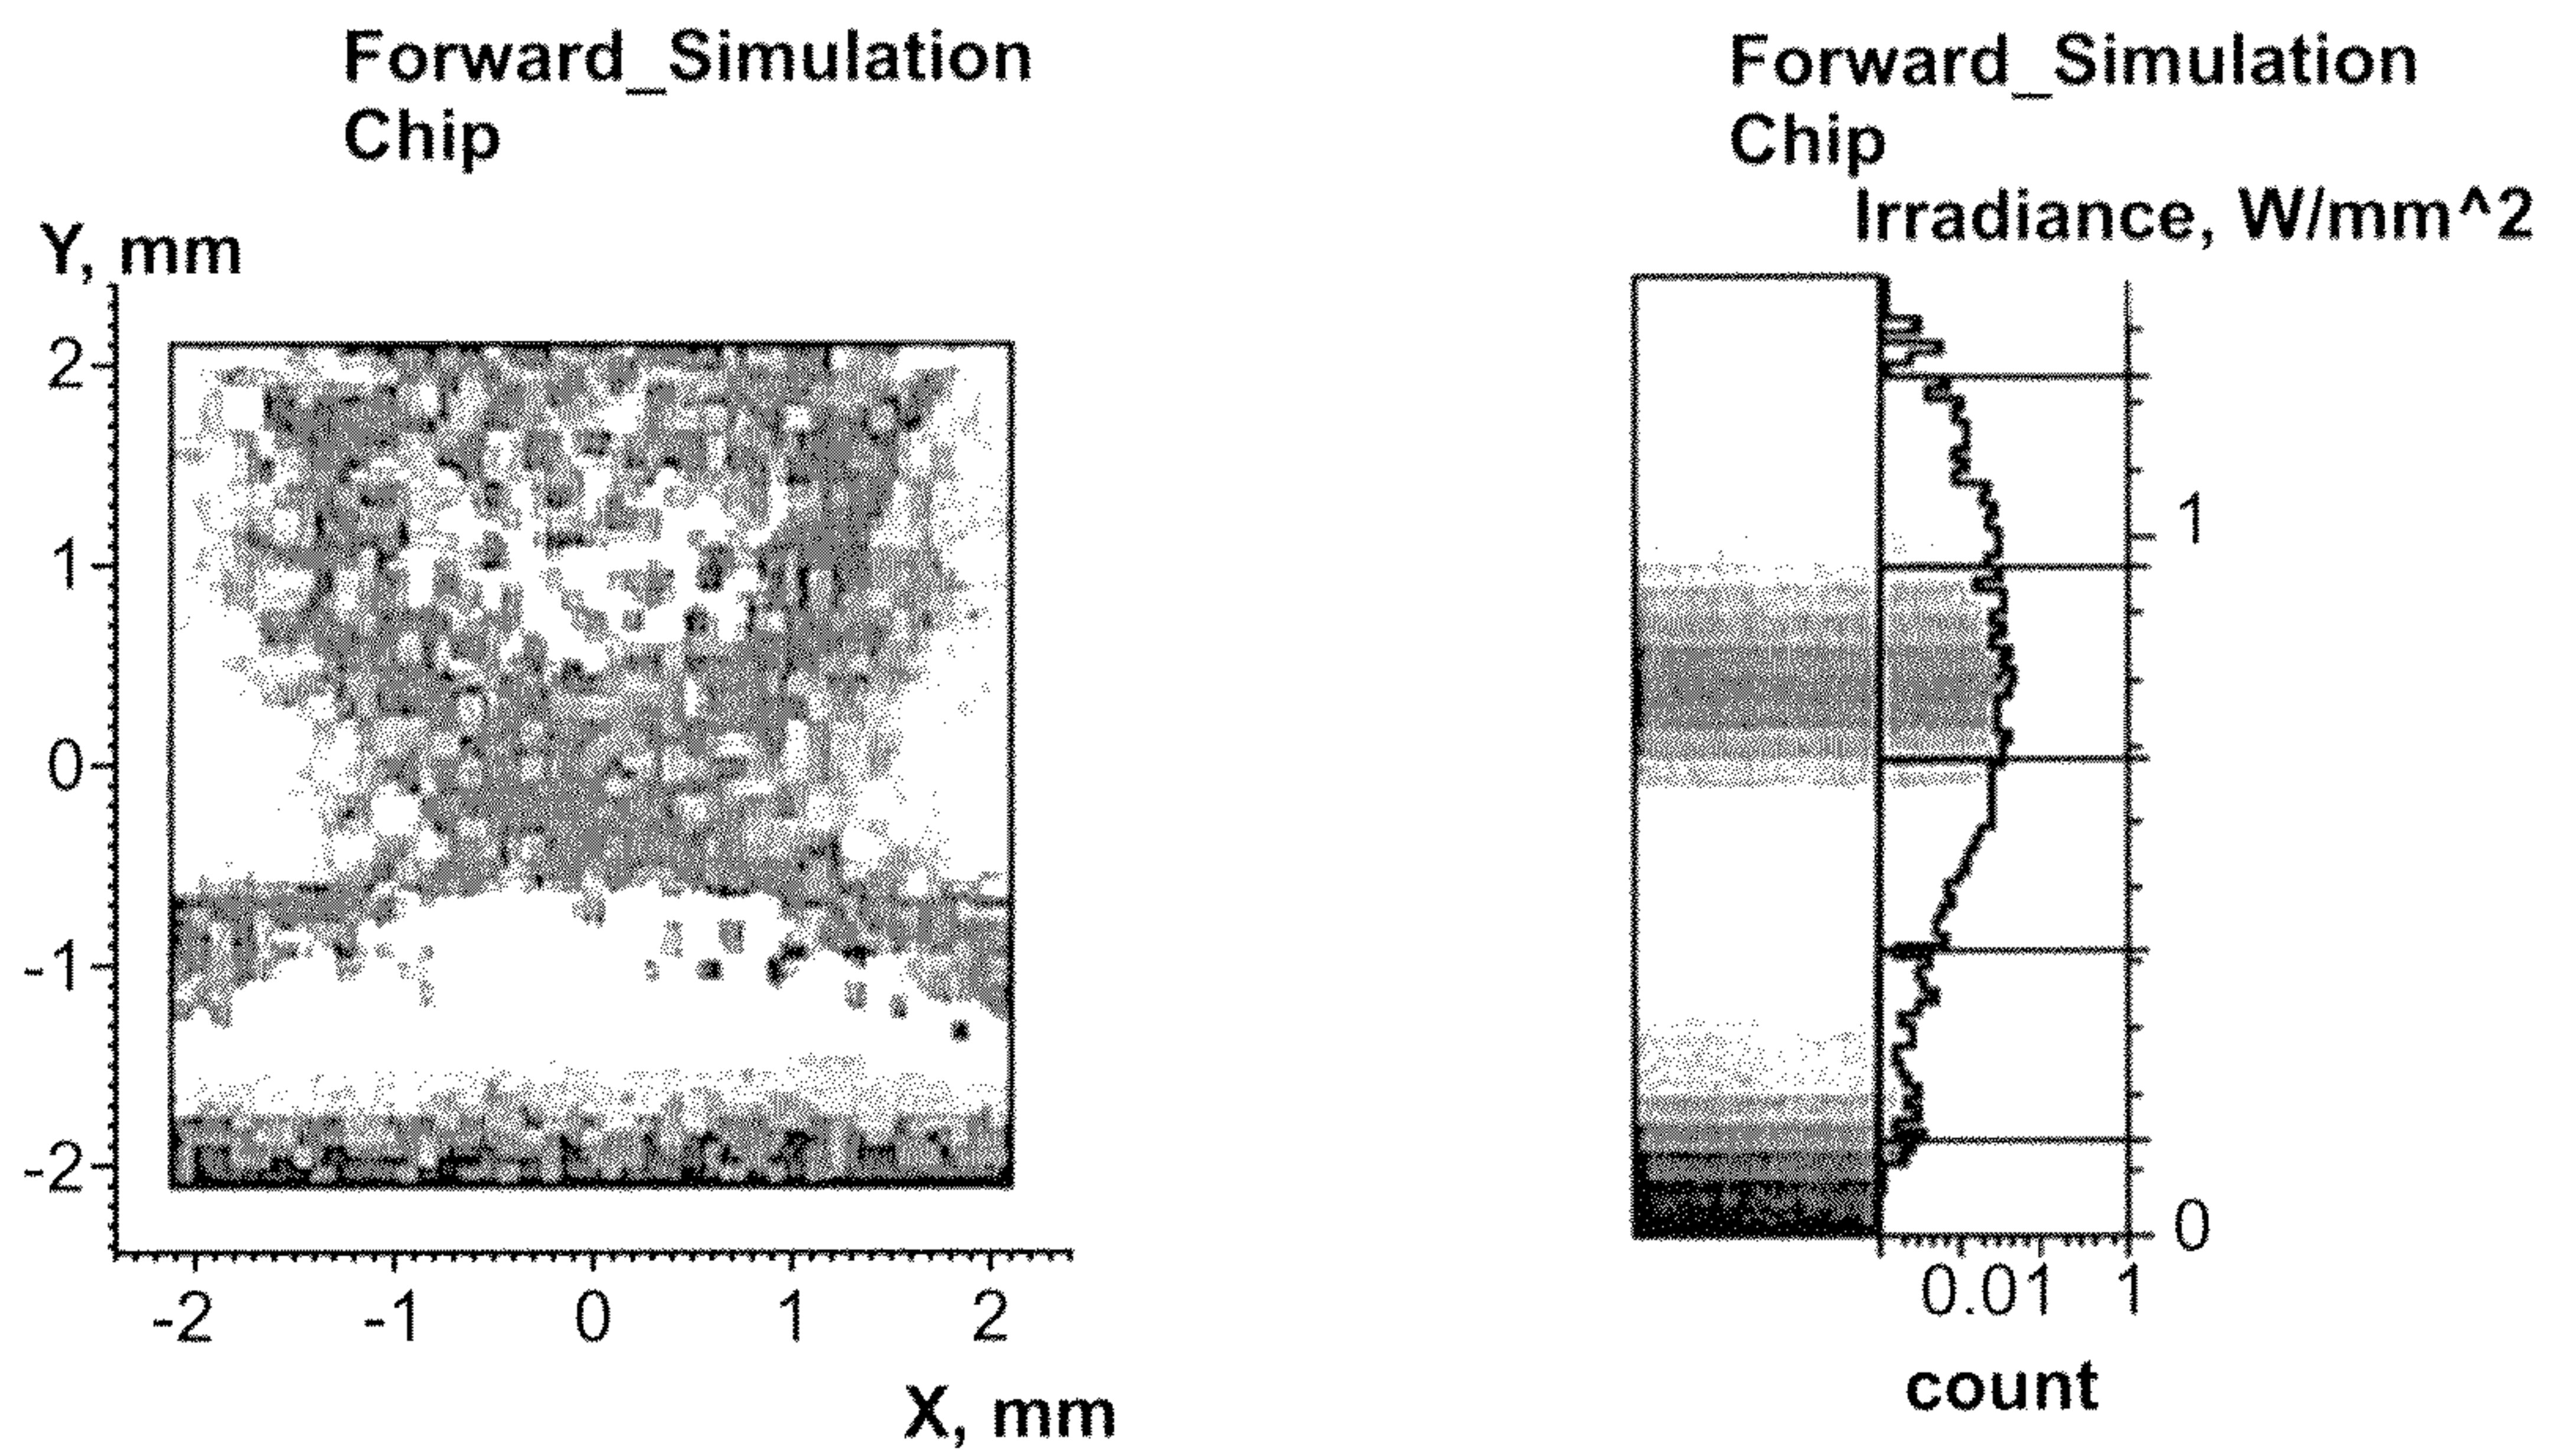 Forward_Simulation
Chip
Y, mm
2
1
0
-1
-2
-2 -1 0 1 2
X, mm
Forward_Simulation
Chip
Irradiance, W/mm^2
1
0
0.01 1
count